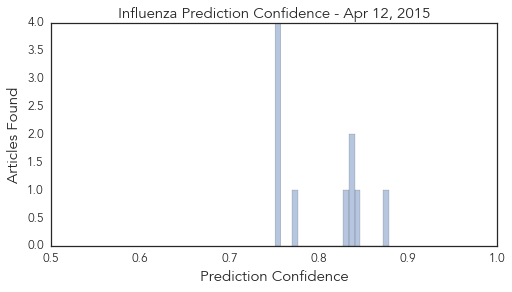 Influenza Prediction Confidence - Apr 12, 2015
Articles Found
4.0
3.5
3.0
2.5
2.0
1.5
1.0
0.5
0.0
0.5 0.6 0.7 0.8 0.9 1.0
Prediction Confidence